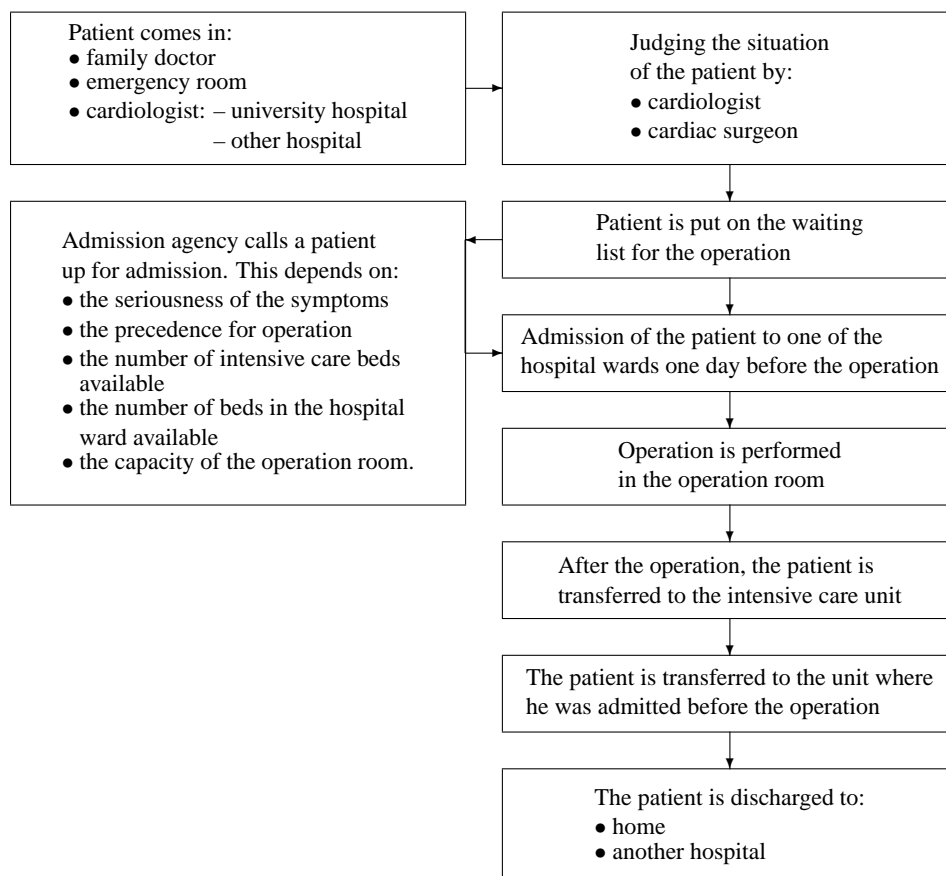 Patient comes in:
• family doctor
• emergency room
• cardiologist: – university hospital
– other hospital
Judging the situation
of the patient by:
• cardiologist
• cardiac surgeon
Patient is put on the waiting
list for the operation
Admission agency calls a patient
up for admission. This depends on:
• the seriousness of the symptoms
• the precedence for operation
• the number of intensive care beds
available
• the number of beds in the hospital
ward available
• the capacity of the operation room.
Admission of the patient to one of the
hospital wards one day before the operation
Operation is performed
in the operation room
After the operation, the patient is
transferred to the intensive care unit
The patient is transferred to the unit where
he was admitted before the operation
The patient is discharged to:
• home
• another hospital